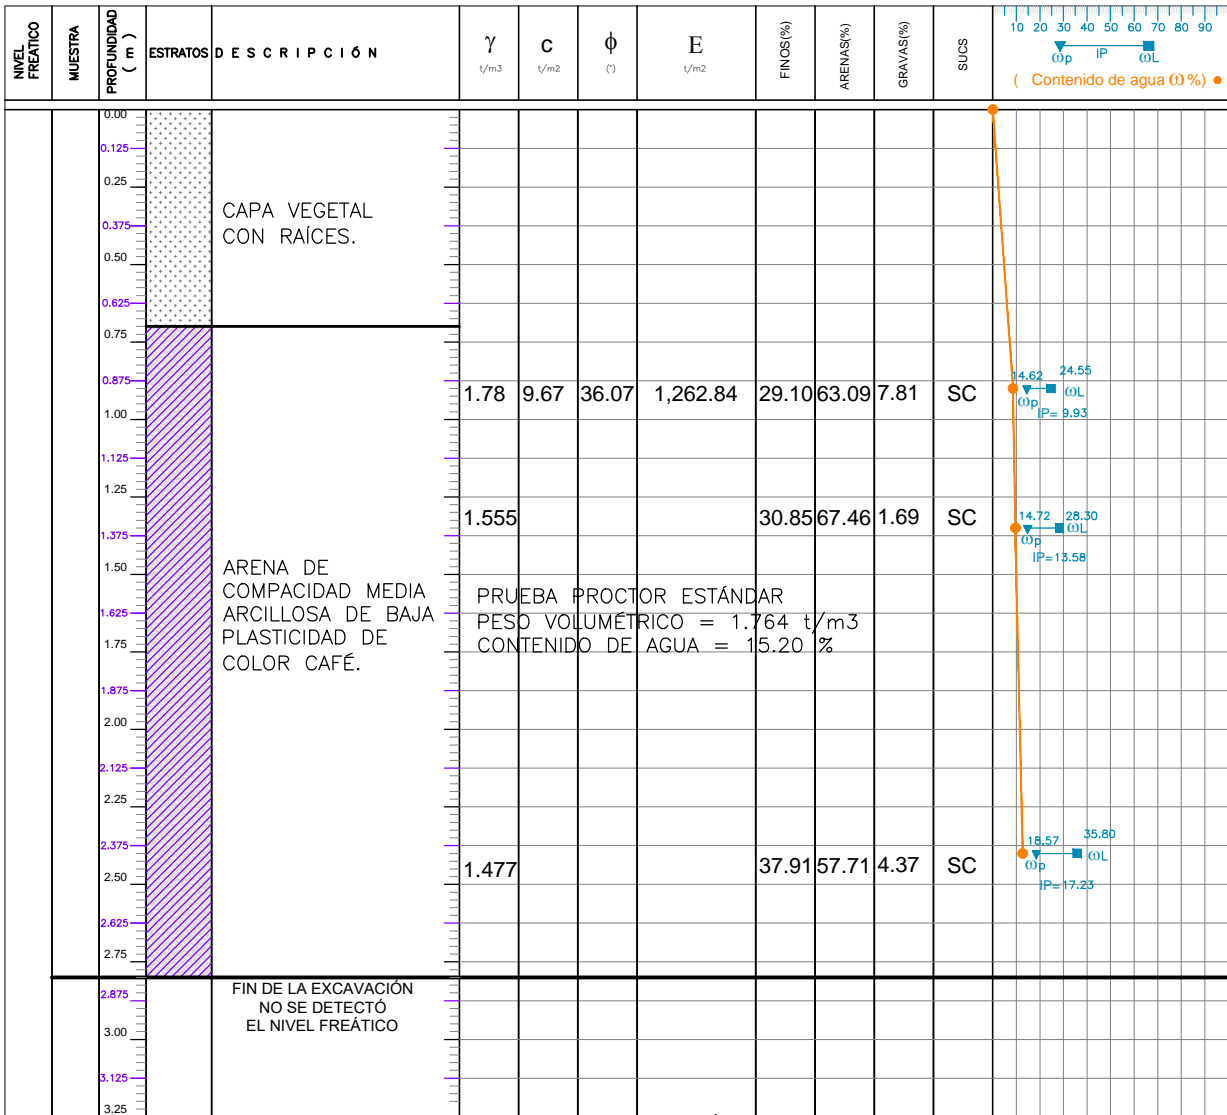 NIVEL
FREATICO
MUESTRA
PROFUNDIDAD
( m )
ESTRATOS
DESCRIPCIÓN
γ
t/m3
c
t/m2
ϕ
(°)
E
t/m2
FINOS(%)
ARENAS(%)
GRAVAS(%)
SUCS
10 20 30 40 50 60 70 80 90
ωp IP ωL
( Contenido de agua ω %)
0.00
0.125
0.25
0.375
0.50
0.625
0.75
0.875
1.00
1.125
1.25
1.375
1.50
1.625
1.75
1.875
2.00
2.125
2.25
2.375
2.50
2.625
2.75
2.875
3.00
3.125
3.25
CAPA VEGETAL
CON RAÍCES.
1.78 9.67 36.07 1,262.84 29.10 63.09 7.81 SC
14.62 24.55
ωp ωL
IP= 9.93
1.555 30.85 67.46 1.69 SC
14.72 28.30
ωp ωL
IP=13.58
ARENA DE
COMPACIDAD MEDIA
ARCILLOSA DE BAJA
PLASTICIDAD DE
COLOR CAFÉ.
PRUEBA PROCTOR ESTÁNDAR
PESO VOLUMÉTRICO = 1.764 t/m3
CONTENIDO DE AGUA = 15.20 %
1.477 37.91 57.71 4.37 SC
18.57 35.80
ωp ωL
IP=17.23
FIN DE LA EXCAVACIÓN
NO SE DETECTÓ
EL NIVEL FREÁTICO